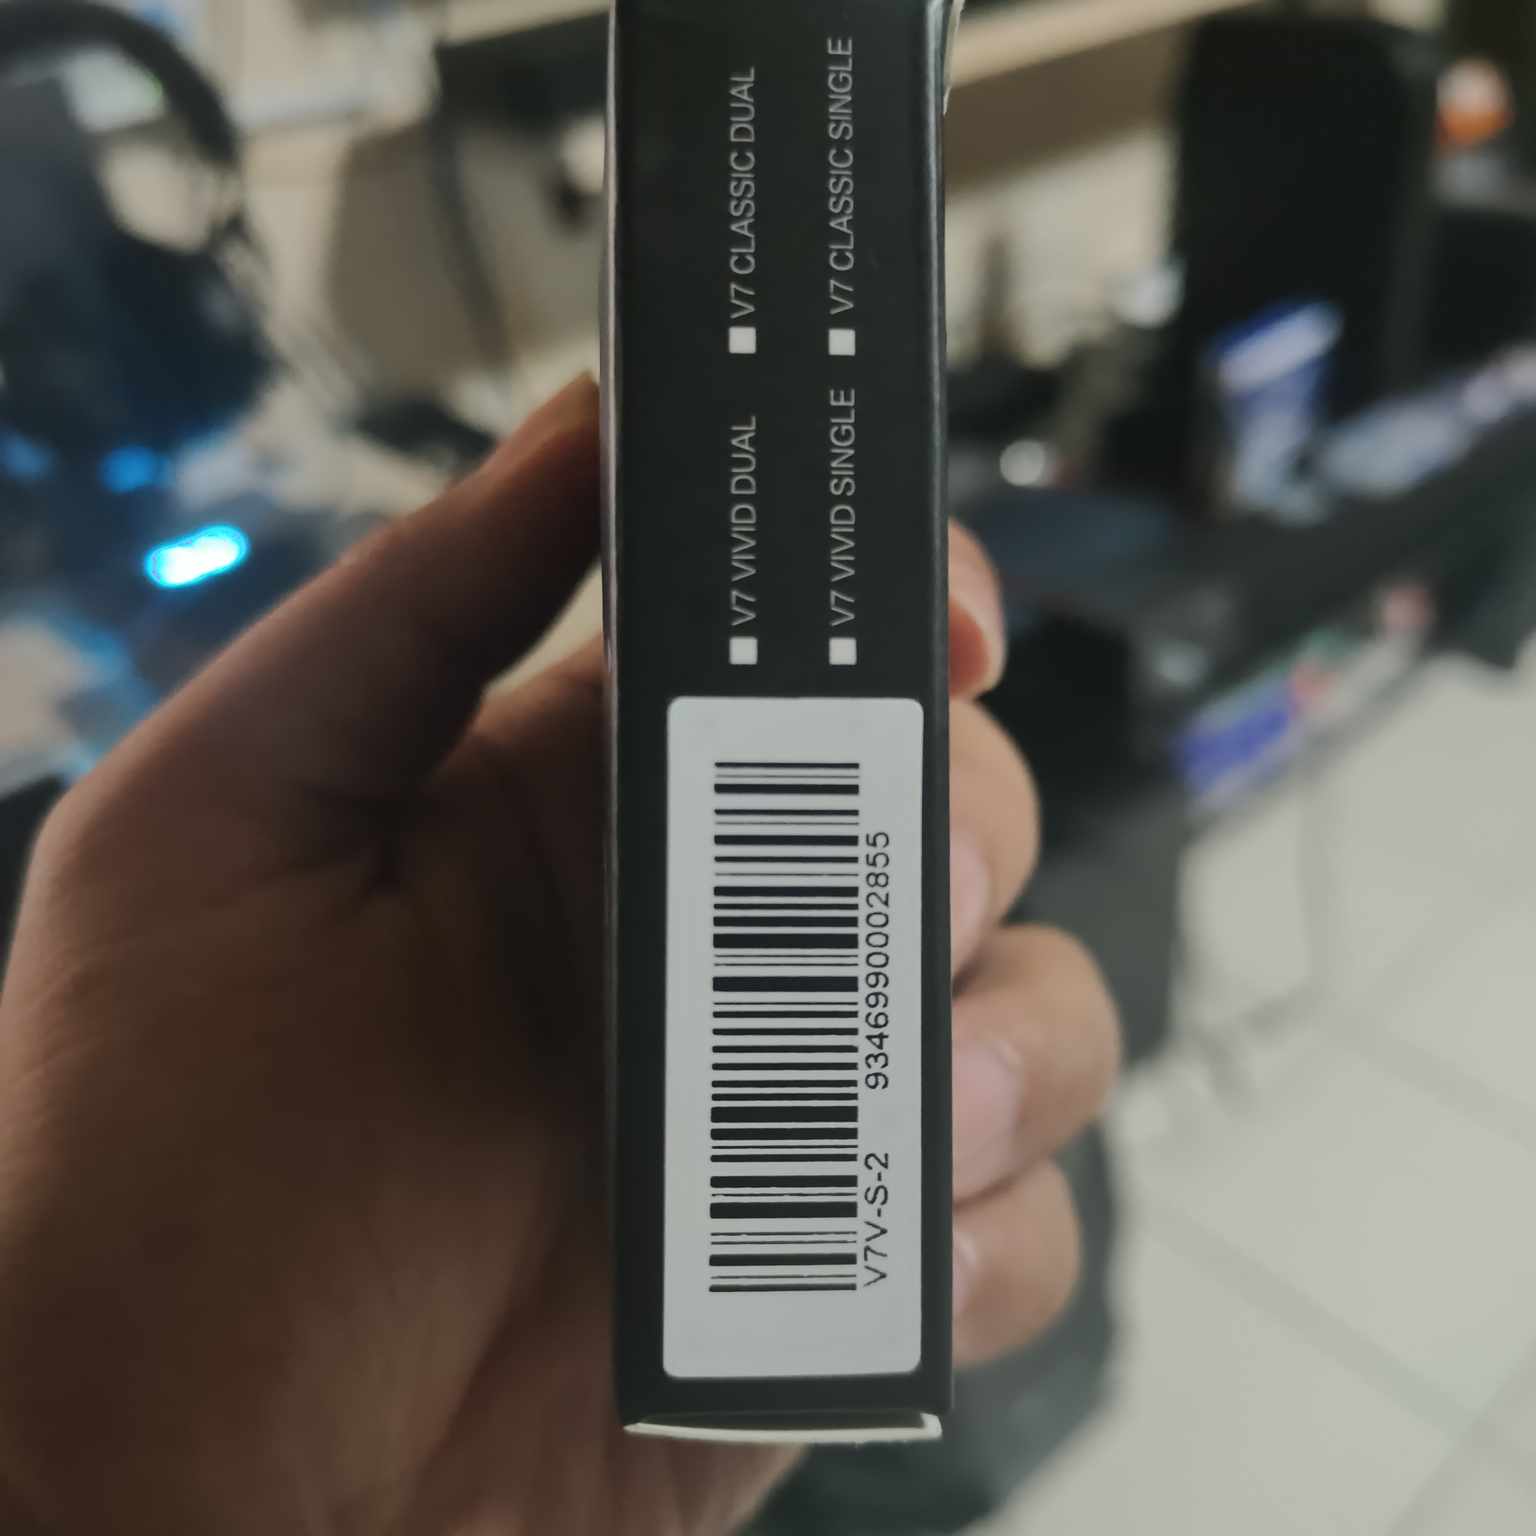 V7 VIVID DUAL
V7 CLASSIC DUAL
V7 VIVID SINGLE
V7 CLASSIC SINGLE
V7V-S-2 9346990002855